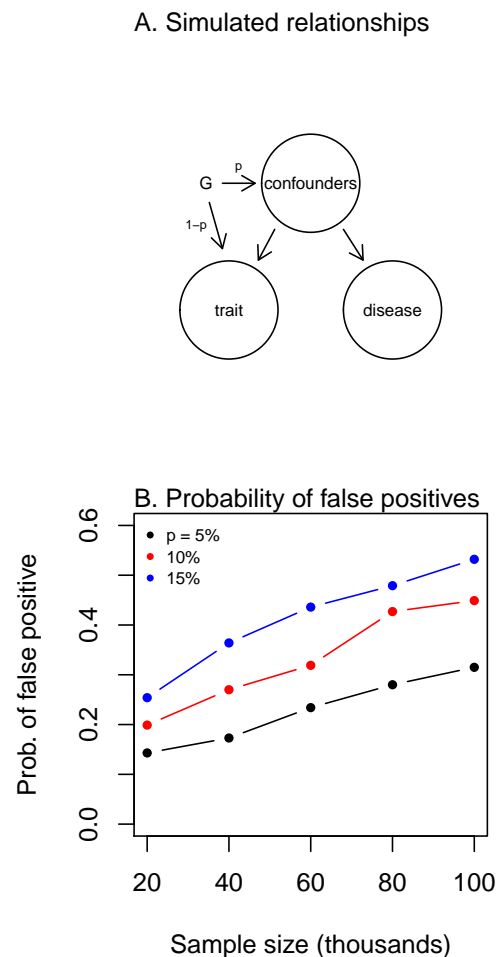 A. Simulated relationships
p
G
confounders
1−p
trait
disease
B. Probability of false positives
Prob. of false positive
0.6
0.4
0.2
0.0
p = 5%
10%
15%
20 40 60 80 100
Sample size (thousands)